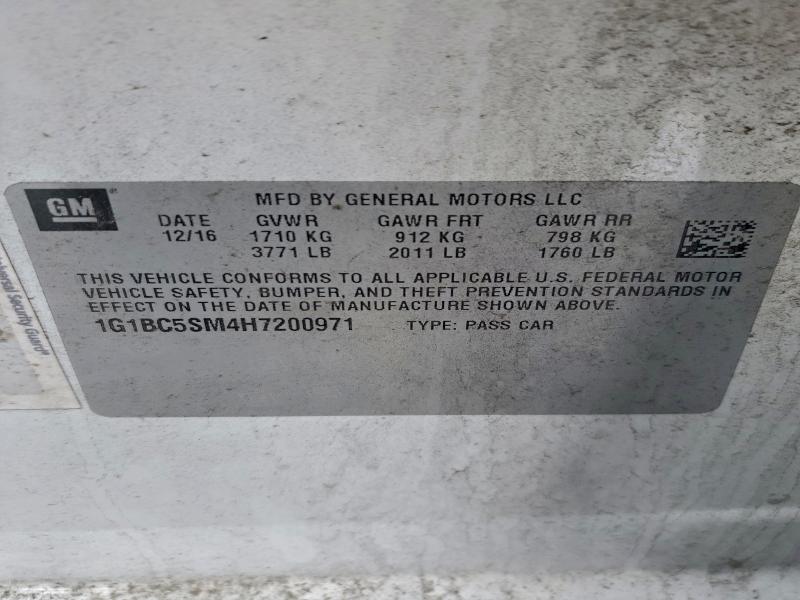 GM
MFD BY GENERAL MOTORS LLC
DATE GVWR GAWR FRT GAWR RR
12/16 1710 KG 912 KG 798 KG
3771 LB 2011 LB 1760 LB
THIS VEHICLE CONFORMS TO ALL APPLICABLE U.S. FEDERAL MOTOR
VEHICLE SAFETY, BUMPER, AND THEFT PREVENTION STANDARDS IN
EFFECT ON THE DATE OF MANUFACTURE SHOWN ABOVE.
1G1BC5SM4H7200971 TYPE: PASS CAR
Security Guard